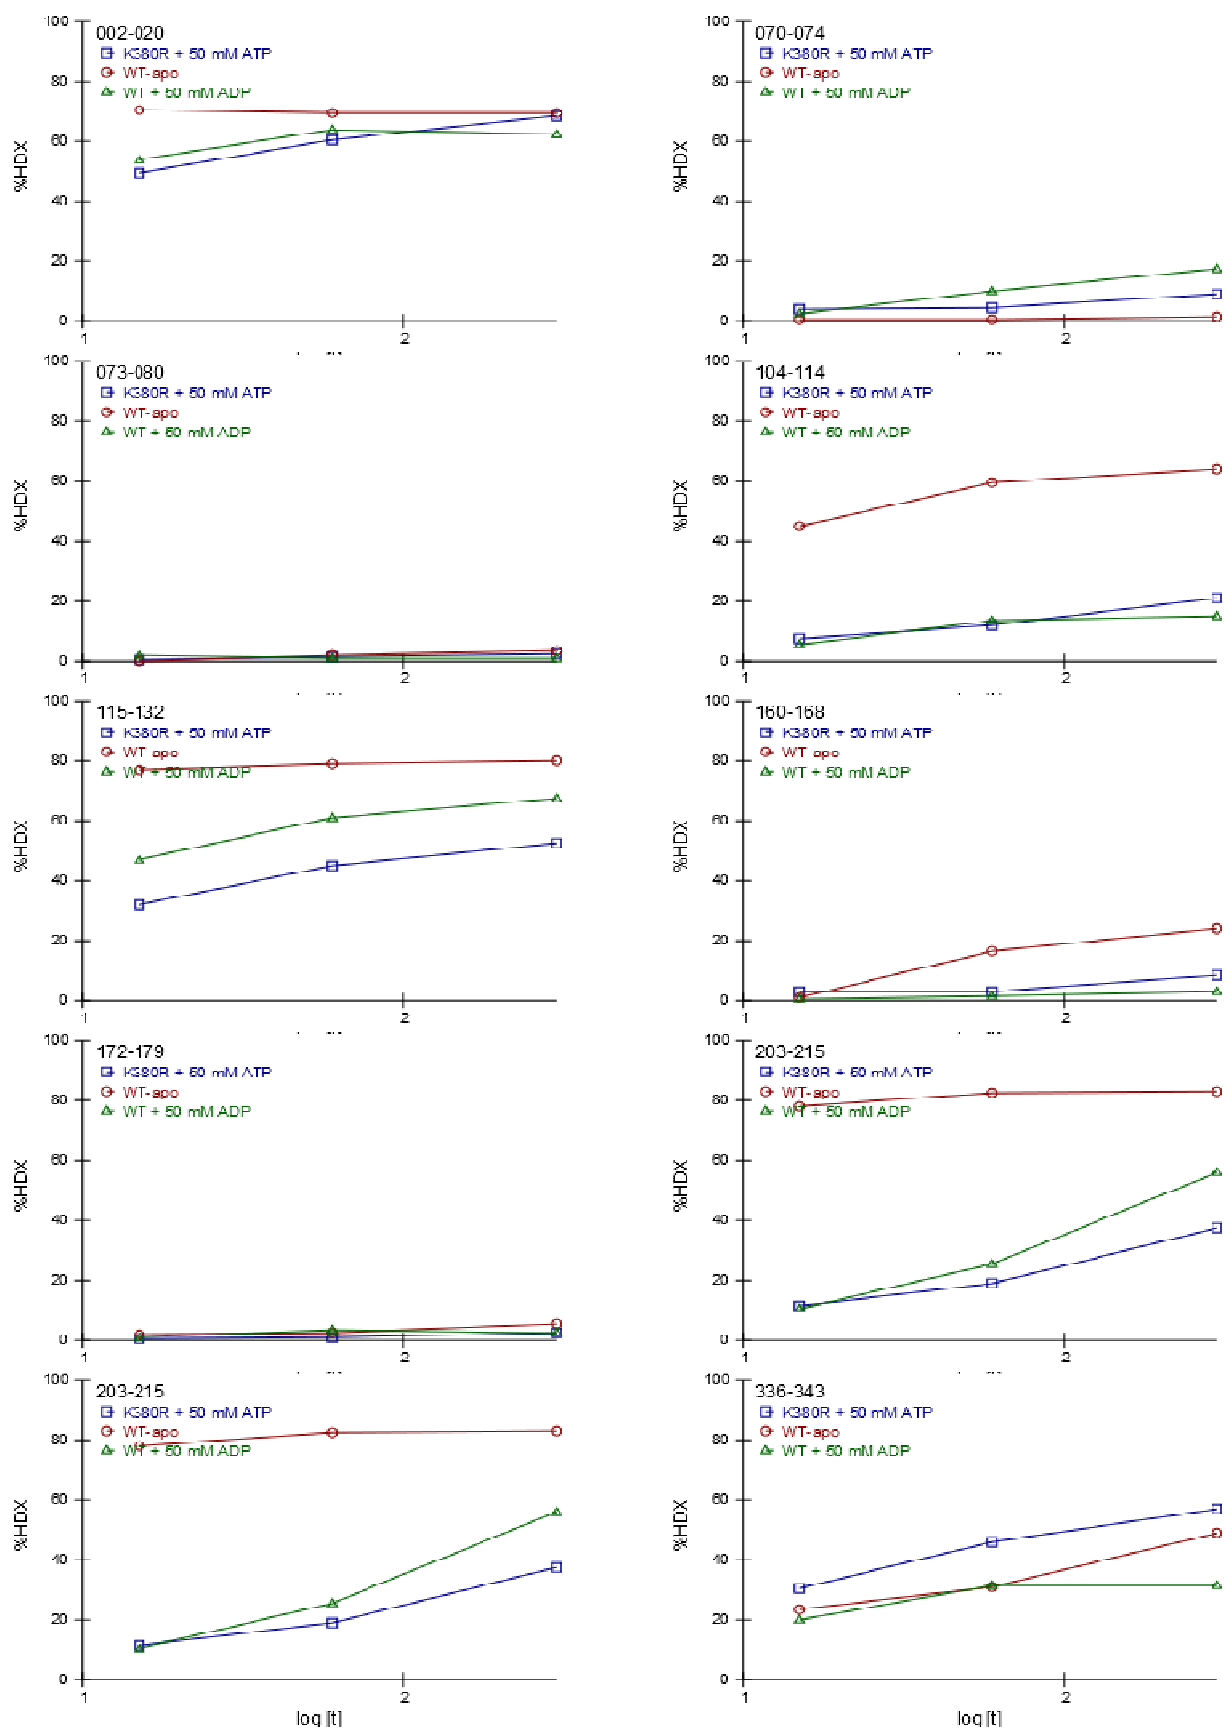 100 002-020
K380R + 50 mM ATP
80 WT-apo
WT + 50 mM ADP
60
%HDX
40
20
0
1 2
100 070-074
K380R + 50 mM ATP
80 WT-apo
WT + 50 mM ADP
60
%HDX
40
20
0
1 2
100 073-080
K380R + 50 mM ATP
80 WT-apo
WT + 50 mM ADP
60
%HDX
40
20
0
1 2
100 104-114
K380R + 50 mM ATP
80 WT-apo
WT + 50 mM ADP
60
%HDX
40
20
0
1 2
100 115-132
K380R + 50 mM ATP
80 WT-apo
WT + 50 mM ADP
60
%HDX
40
20
0
1 2
100 160-168
K380R + 50 mM ATP
80 WT-apo
WT + 50 mM ADP
60
%HDX
40
20
0
1 2
100 172-179
K380R + 50 mM ATP
80 WT-apo
WT + 50 mM ADP
60
%HDX
40
20
0
1 2
100 203-215
K380R + 50 mM ATP
80 WT-apo
WT + 50 mM ADP
60
%HDX
40
20
0
1 2
100 203-215
K380R + 50 mM ATP
80 WT-apo
WT + 50 mM ADP
60
%HDX
40
20
0
1 2
log [t]
100 336-343
K380R + 50 mM ATP
80 WT-apo
WT + 50 mM ADP
60
%HDX
40
20
0
1 2
log [t]